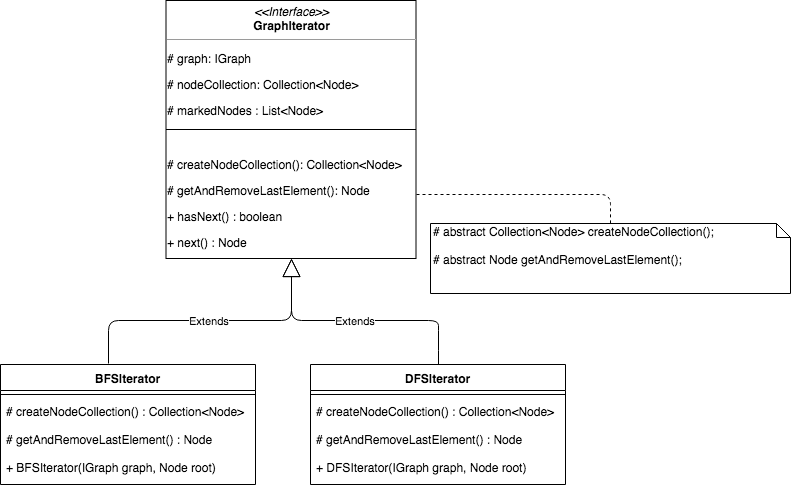 <<Interface>>
GraphIterator
# graph: IGraph
# nodeCollection: Collection<Node>
# markedNodes : List<Node>
# createNodeCollection(): Collection<Node>
# getAndRemoveLastElement(): Node
+ hasNext() : boolean
+ next() : Node
# abstract Collection<Node> createNodeCollection();
# abstract Node getAndRemoveLastElement();
Extends
Extends
BFSIterator
# createNodeCollection() : Collection<Node>
# getAndRemoveLastElement() : Node
+ BFSIterator(IGraph graph, Node root)
DFSIterator
# createNodeCollection() : Collection<Node>
# getAndRemoveLastElement() : Node
+ DFSIterator(IGraph graph, Node root)